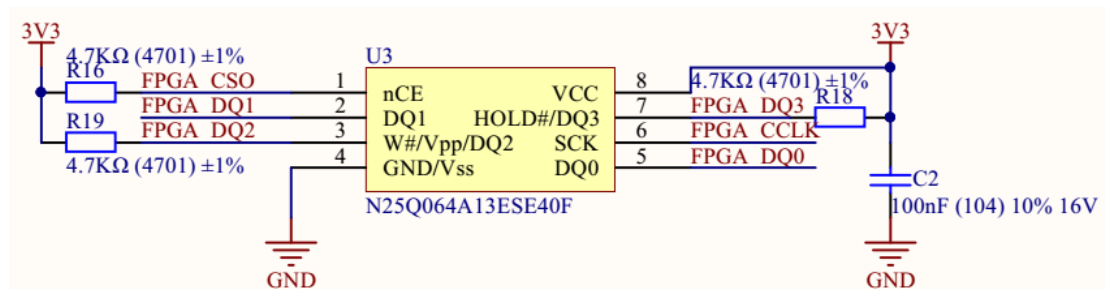 3V3
4.7KΩ (4701) ±1%
R16
FPGA_CSO
1
FPGA_DQ1
2
R19
FPGA_DQ2
3
4.7KΩ (4701) ±1%
4
GND
U3
nCE
VCC
DQ1
HOLD#/DQ3
W#/Vpp/DQ2
SCK
GND/Vss
DQ0
N25Q064A13ESE40F
3V3
8
4.7KΩ (4701) ±1%
7
FPGA_DQ3
R18
6
FPGA_CCLK
5
FPGA_DQ0
C2
100nF (104) 10% 16V
GND